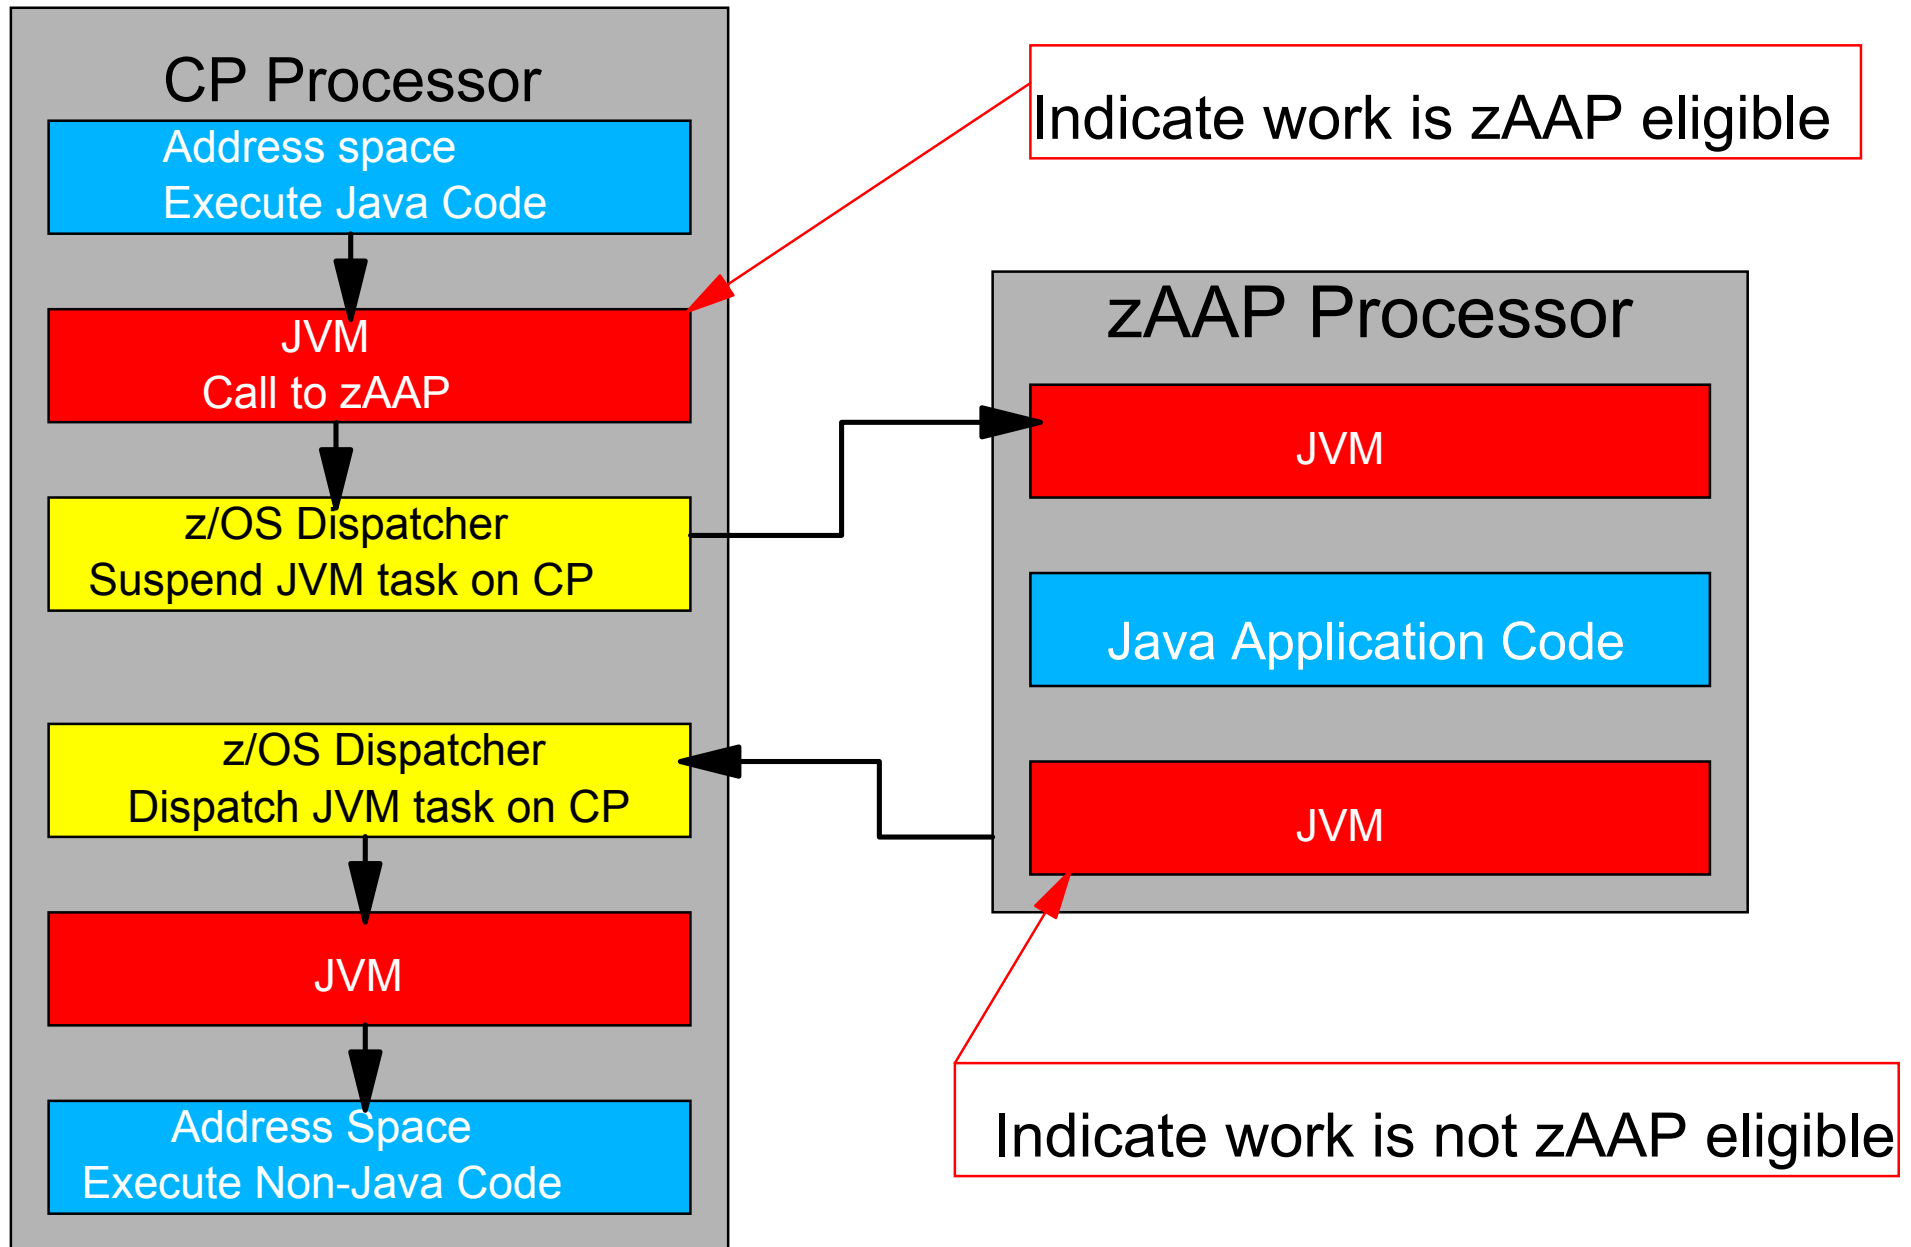 CP Processor
Address space
Execute Java Code
JVM
Call to zAAP
z/OS Dispatcher
Suspend JVM task on CP
z/OS Dispatcher
Dispatch JVM task on CP
JVM
Address Space
Execute Non-Java Code
Indicate work is zAAP eligible
zAAP Processor
JVM
Java Application Code
JVM
Indicate work is not zAAP eligible